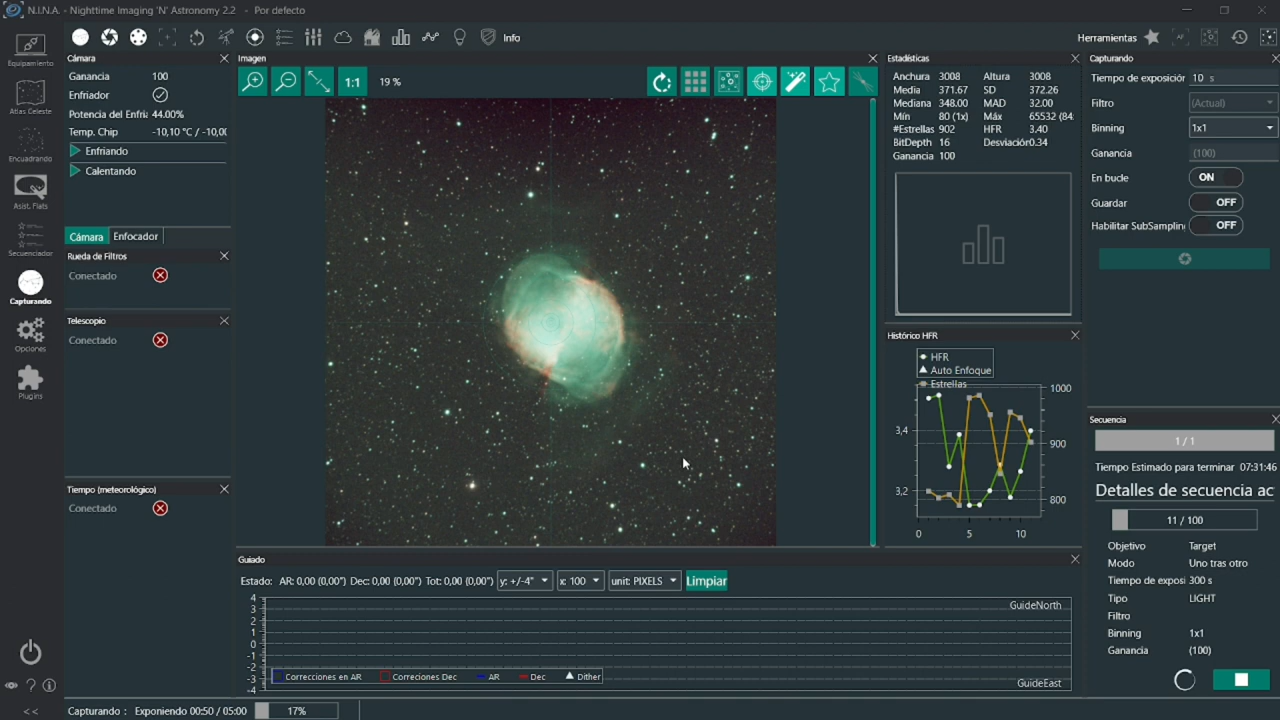 N.I.N.A. - Nighttime Imaging 'N' Astronomy 2.2 - Por defecto
Info
Herramientas
Equipamiento
Atlas Celeste
Encuadrando
Asist. Flats
Secuenciador
Capturando
Opciones
Plugins
<<
Cámara
Ganancia 100
Enfriador
Potencia del Enfri: 44.00%
Temp. Chip -10,10 °C / -10,0(
Enfriando
Calentando
Cámara Enfocador
Rueda de Filtros
Conectado
Telescopio
Conectado
Tiempo (meteorológico)
Conectado
Imagen
1:1 19 %
Estadísticas
Anchura 3008 Altura 3008
Media 371.67 SD 372.26
Mediana 348.00 MAD 32.00
Mín 80 (1x) Máx 65532 (84:
#Estrellas 902 HFR 3.40
BitDepth 16 Desviación0.34
Ganancia 100
Histórico HFR
HFR
Auto Enfoque
Estrellas
1000
3,4
900
3,2
800
0 5 10
Capturando
Tiempo de exposición 10 s
Filtro (Actual)
Binning 1x1
Ganancia (100)
En bucle ON
Guardar OFF
Habilitar SubSampling OFF
Secuencia
1 / 1
Tiempo Estimado para terminar 07:31:46
Detalles de secuencia ac
11 / 100
Objetivo Target
Modo Uno tras otro
Tiempo de exposi 300 s
Tipo LIGHT
Filtro
Binning 1x1
Ganancia (100)
Guiado
Estado: AR: 0,00 (0,00") Dec: 0,00 (0,00") Tot: 0,00 (0,00") y: +/-4" x: 100 unit: PIXELS Limpiar
4
3
2
1
0
-1
-2
-3
-4
GuideNorth
GuideEast
Correcciones en AR Correciones Dec AR Dec Dither
Capturando : Exponiendo 00:50 / 05:00 17%